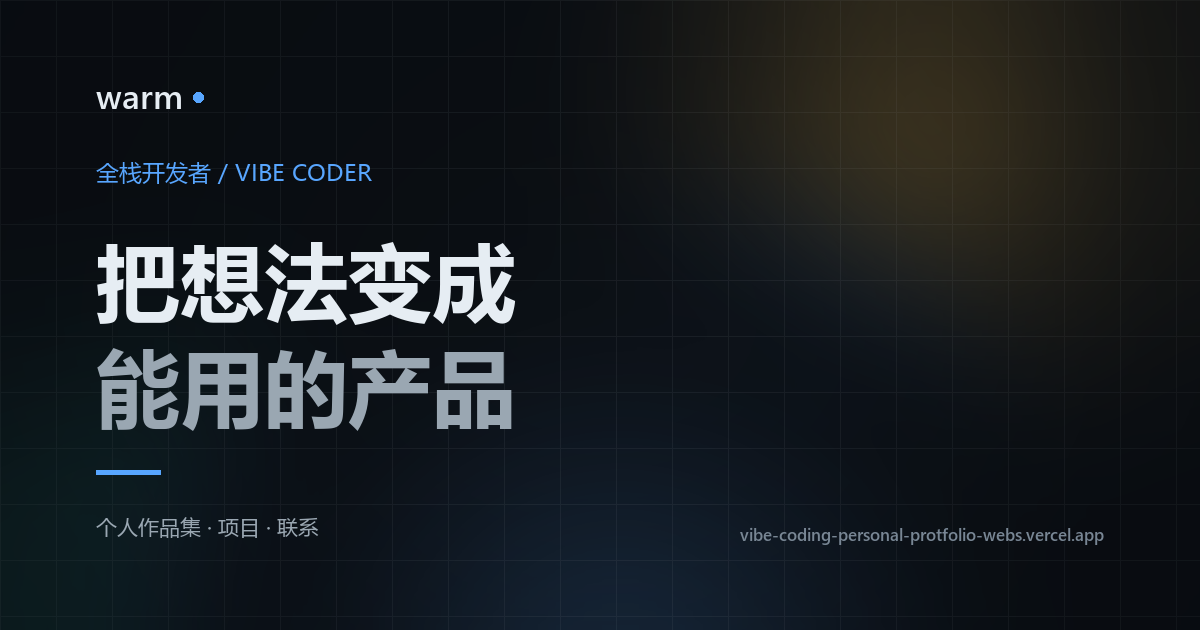 warm
全栈开发者 / VIBE CODER
把想法变成
能用的产品
个人作品集 · 项目 · 联系
vibe-coding-personal-protfolio-webs.vercel.app